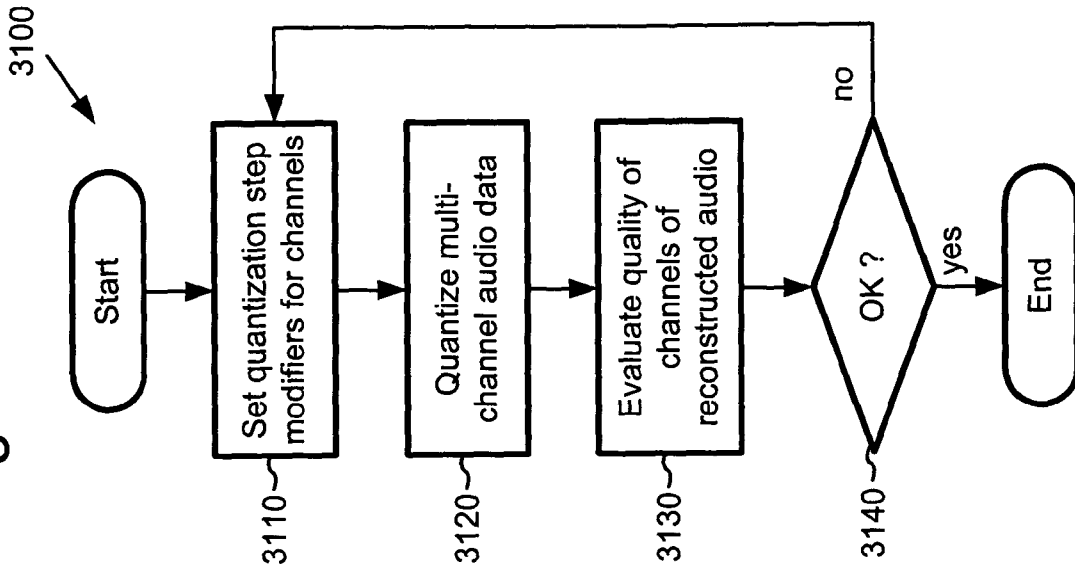 3100
Start
3110
Set quantization step
modifiers for channels
3120
Quantize multi-
channel audio data
3130
Evaluate quality of
channels of
reconstructed audio
3140
OK ?
no
yes
End